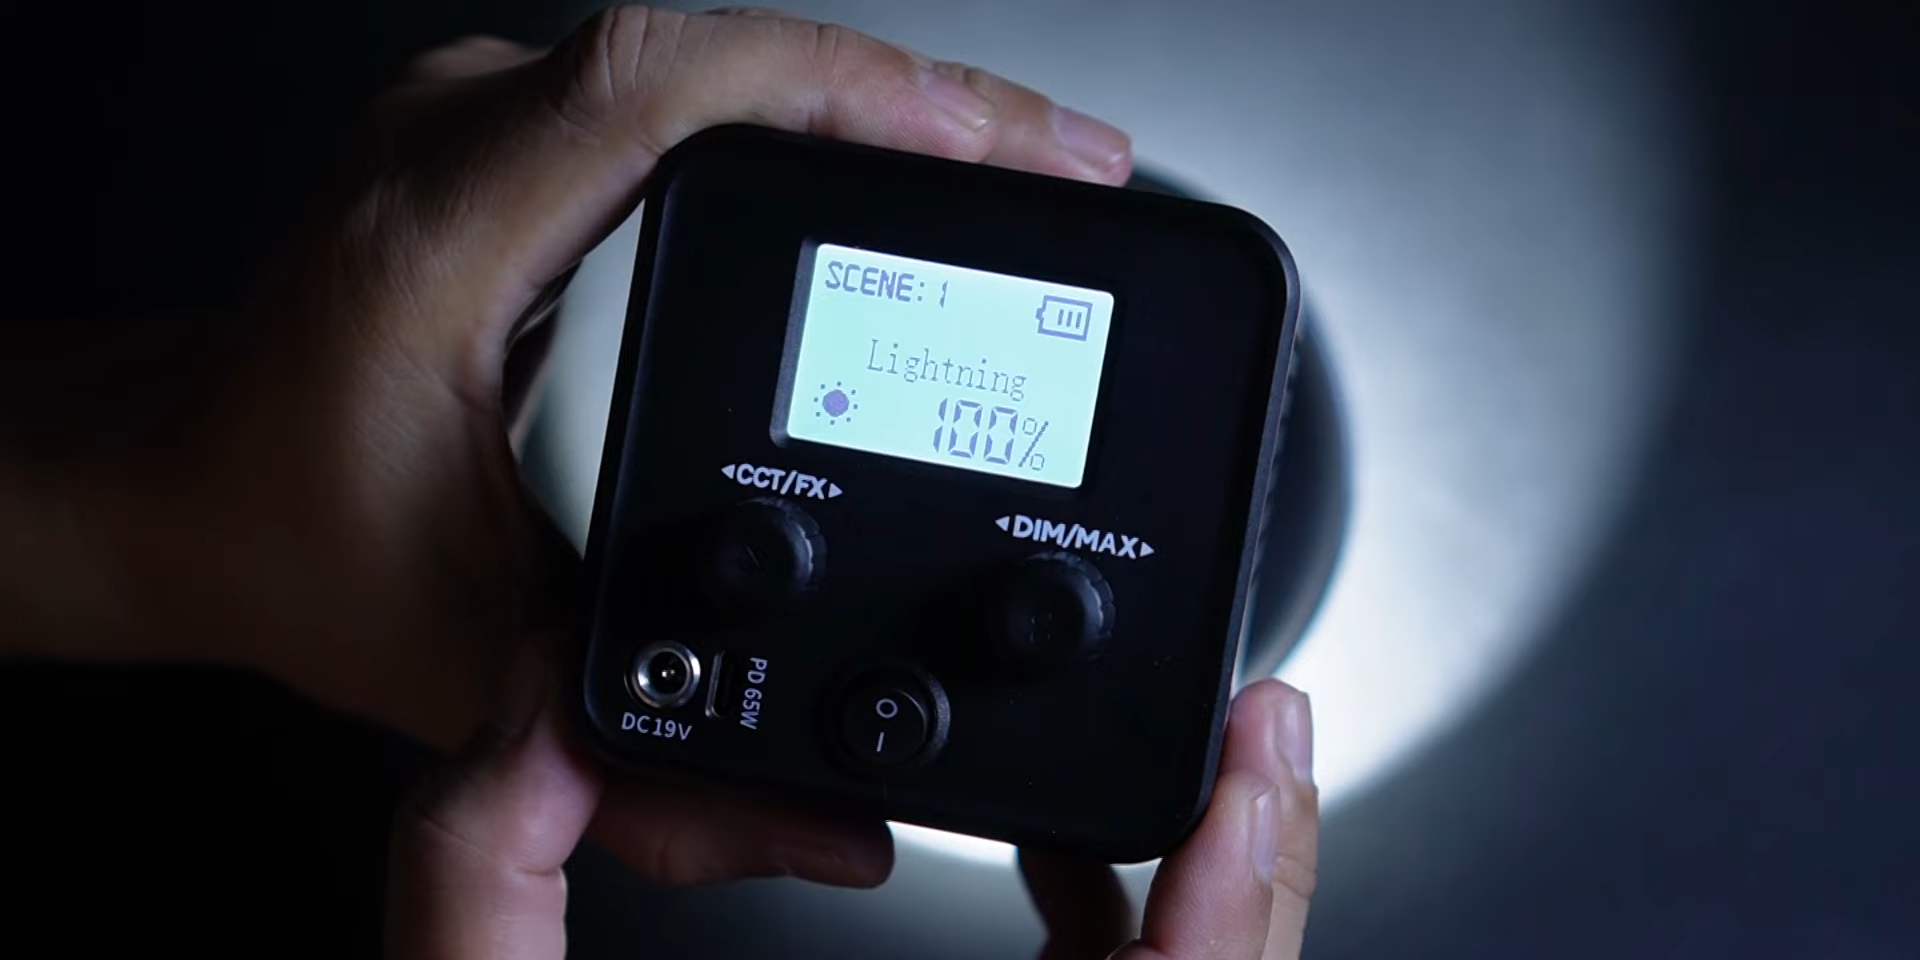 SCENE: 1
Lightning
100%
◀CCT/FX▶
◀DIM/MAX▶
PD 65W
DC19V
O
I